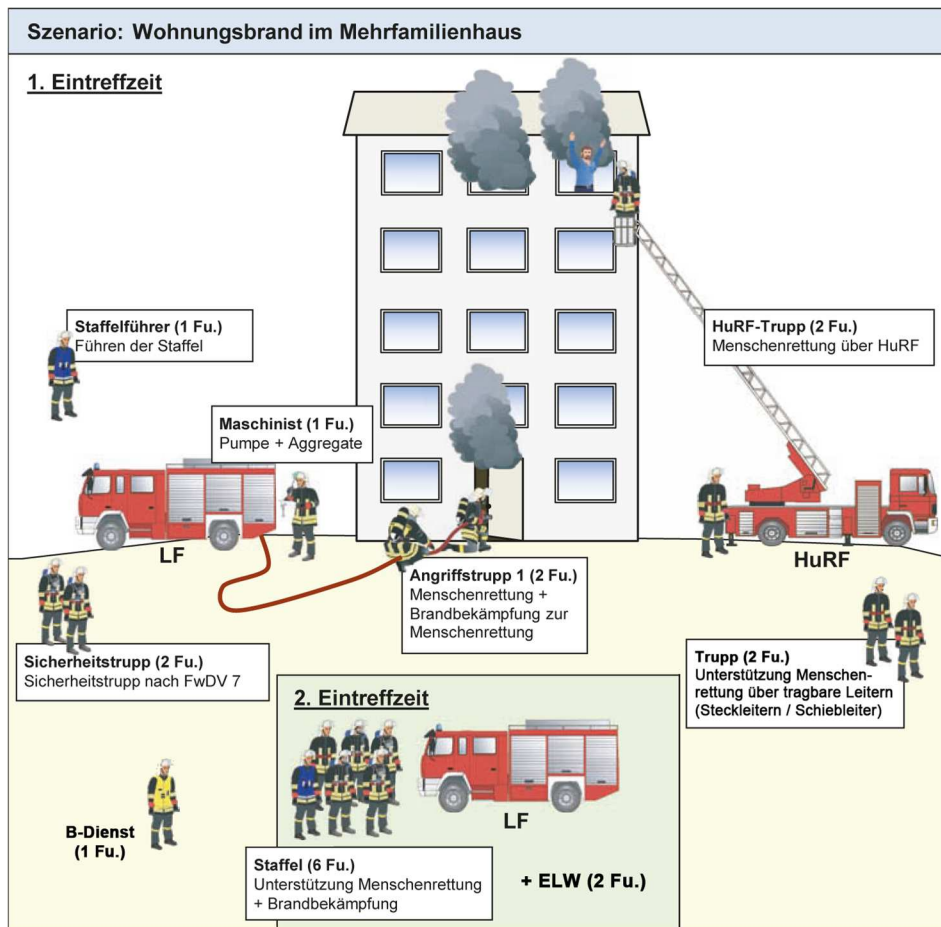 Szenario: Wohnungsbrand im Mehrfamilienhaus
1. Eintreffzeit
Staffelführer (1 Fu.)
Führen der Staffel
HuRF-Trupp (2 Fu.)
Menschenrettung über HuRF
Maschinist (1 Fu.)
Pumpe + Aggregate
LF
HuRF
Angriffstrupp 1 (2 Fu.)
Menschenrettung +
Brandbekämpfung zur
Menschenrettung
Sicherheitstrupp (2 Fu.)
Sicherheitstrupp nach FwDV 7
Trupp (2 Fu.)
Unterstützung Menschen-
rettung über tragbare Leitern
(Steckleitern / Schiebleiter)
2. Eintreffzeit
LF
B-Dienst
(1 Fu.)
Staffel (6 Fu.)
Unterstützung Menschenrettung
+ Brandbekämpfung
+ ELW (2 Fu.)